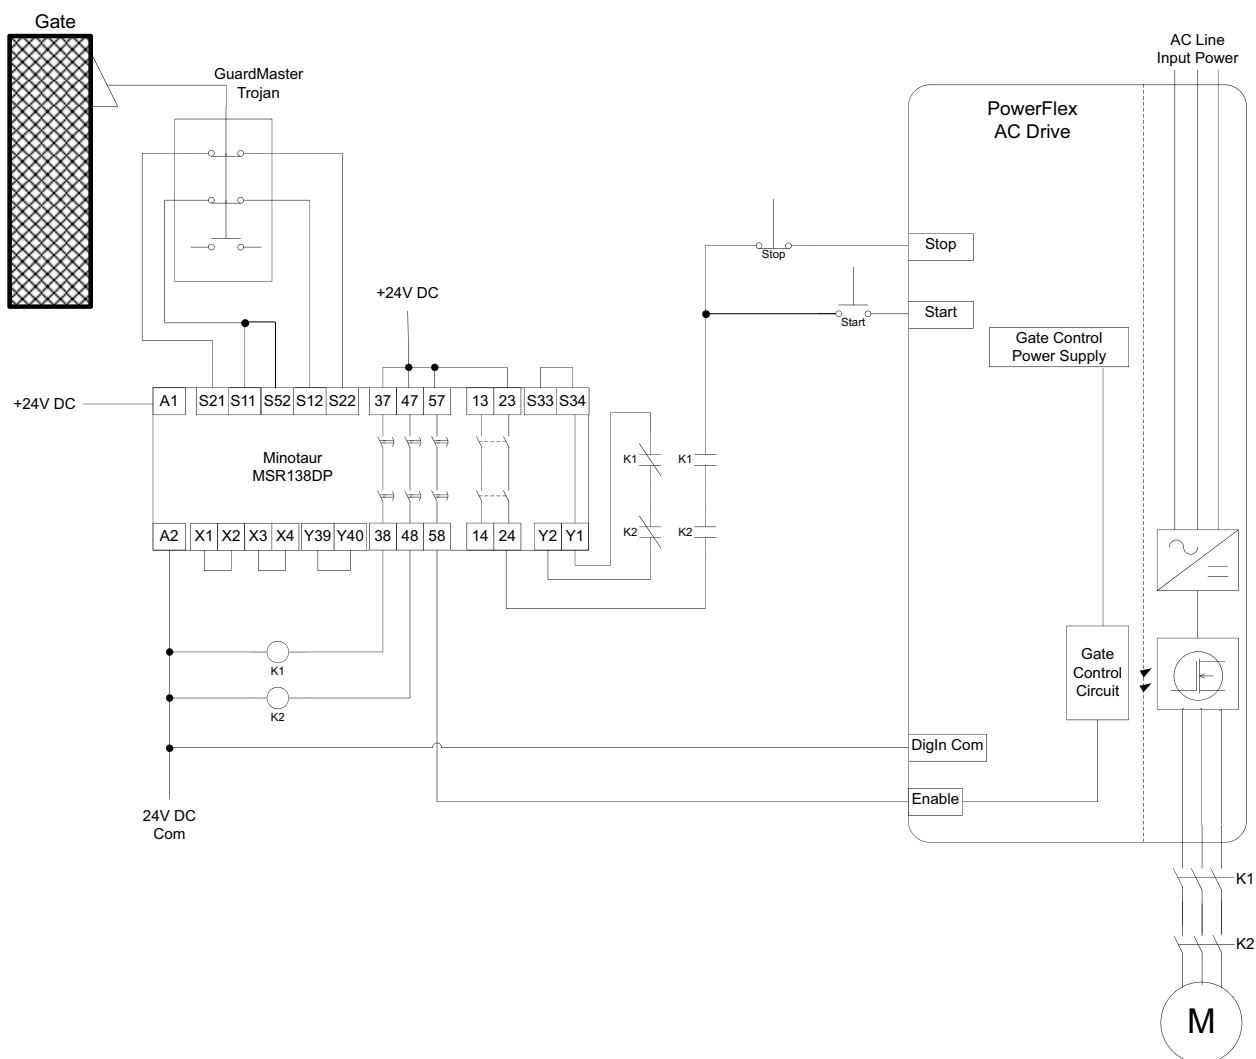 Gate
AC Line
Input Power
GuardMaster
Trojan
PowerFlex
AC Drive
Stop
Stop
Start
Start
+24V DC
Gate Control
Power Supply
+24V DC
A1 S21 S11 S52 S12 S22 37 47 57 13 23 S33 S34
Minotaur
MSR138DP
K1 K1
K2 K2
A2 X1 X2 X3 X4 Y39 Y40 38 48 58 14 24 Y2 Y1
K1
K2
Gate
Control
Circuit
DigIn Com
Enable
24V DC
Com
K1
K2
M